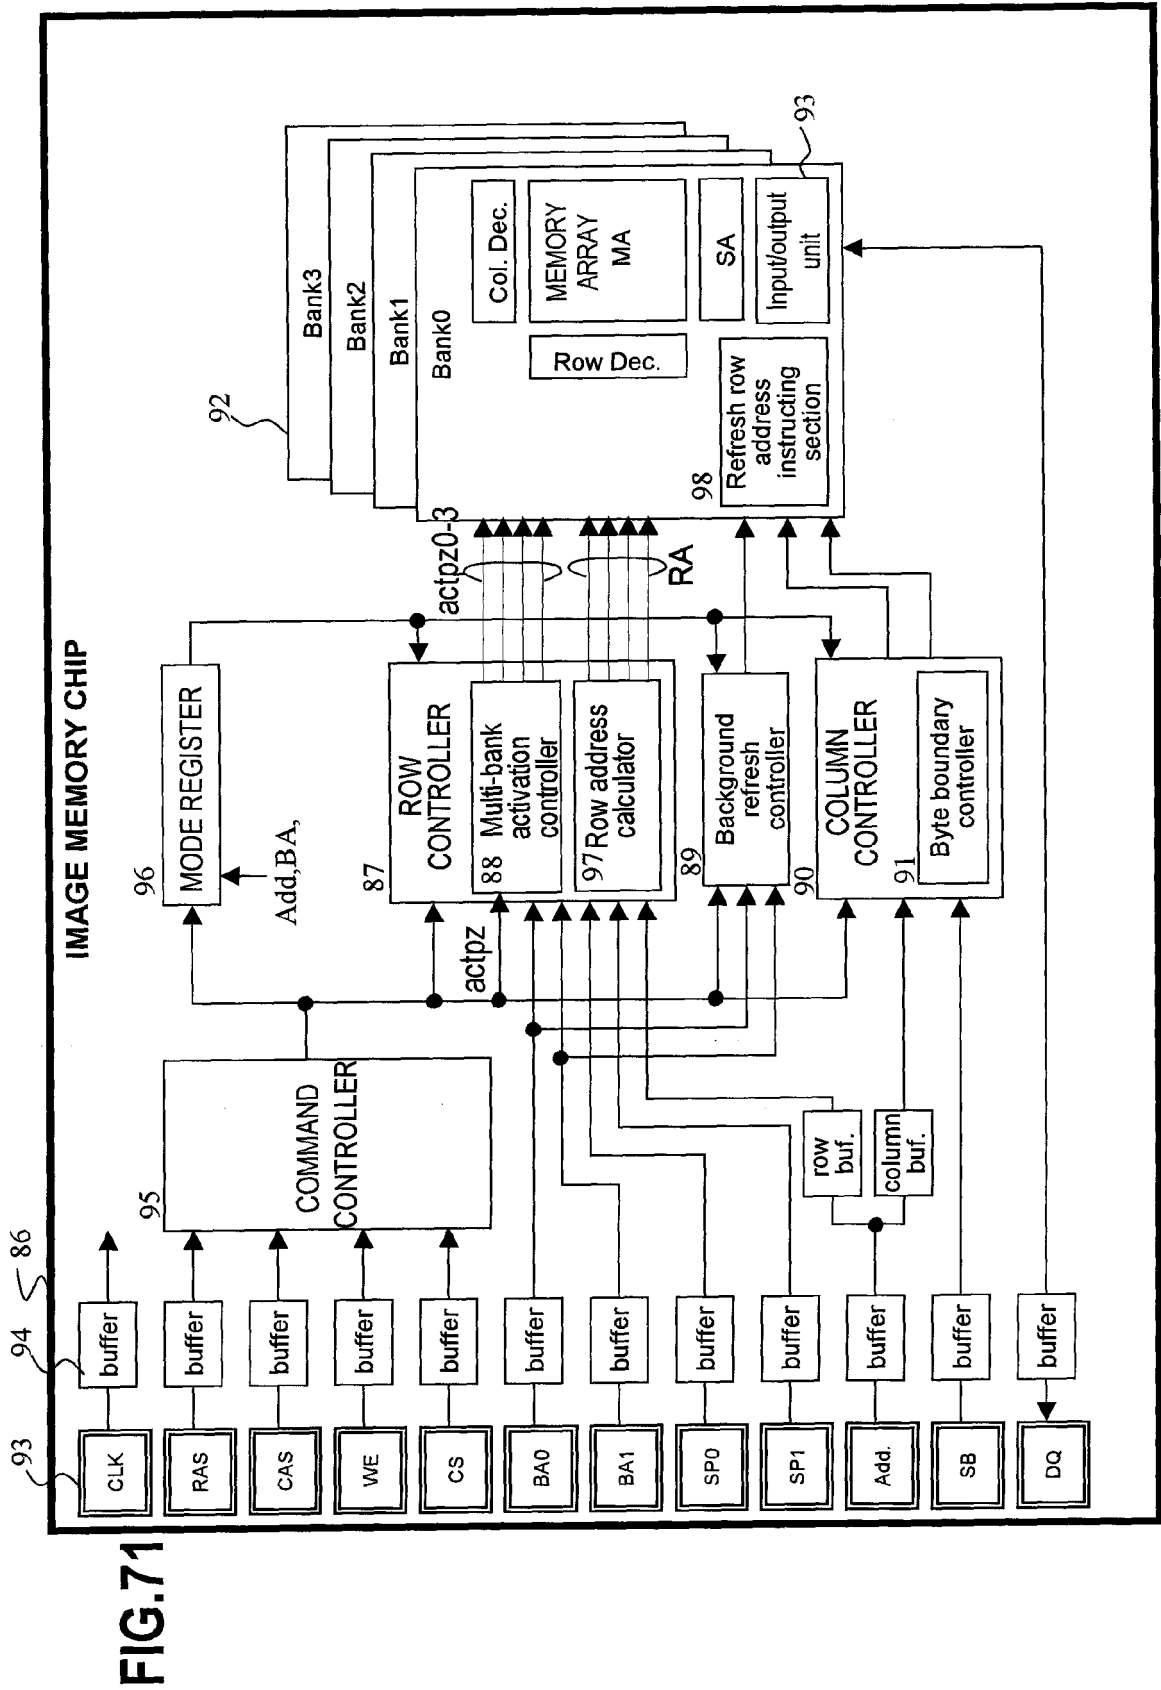 FIG.71
IMAGE MEMORY CHIP
86
93
94
CLK
buffer
RAS
buffer
CAS
buffer
WE
buffer
CS
buffer
BA0
buffer
BA1
buffer
SP0
buffer
SP1
buffer
Add.
buffer
SB
buffer
DQ
buffer
95
COMMAND
CONTROLLER
row
buf.
column
buf.
96
MODE REGISTER
Add,BA,
actpz
87
ROW
CONTROLLER
88
Multi-bank
activation
controller
97
Row address
calculator
89
Background
refresh
controller
90
COLUMN
CONTROLLER
91
Byte boundary
controller
actpz0-3
RA
92
Bank3
Bank2
Bank1
Bank0
Col. Dec.
Row Dec.
MEMORY
ARRAY
MA
SA
98
Refresh row
address
instructing
section
93
Input/output
unit